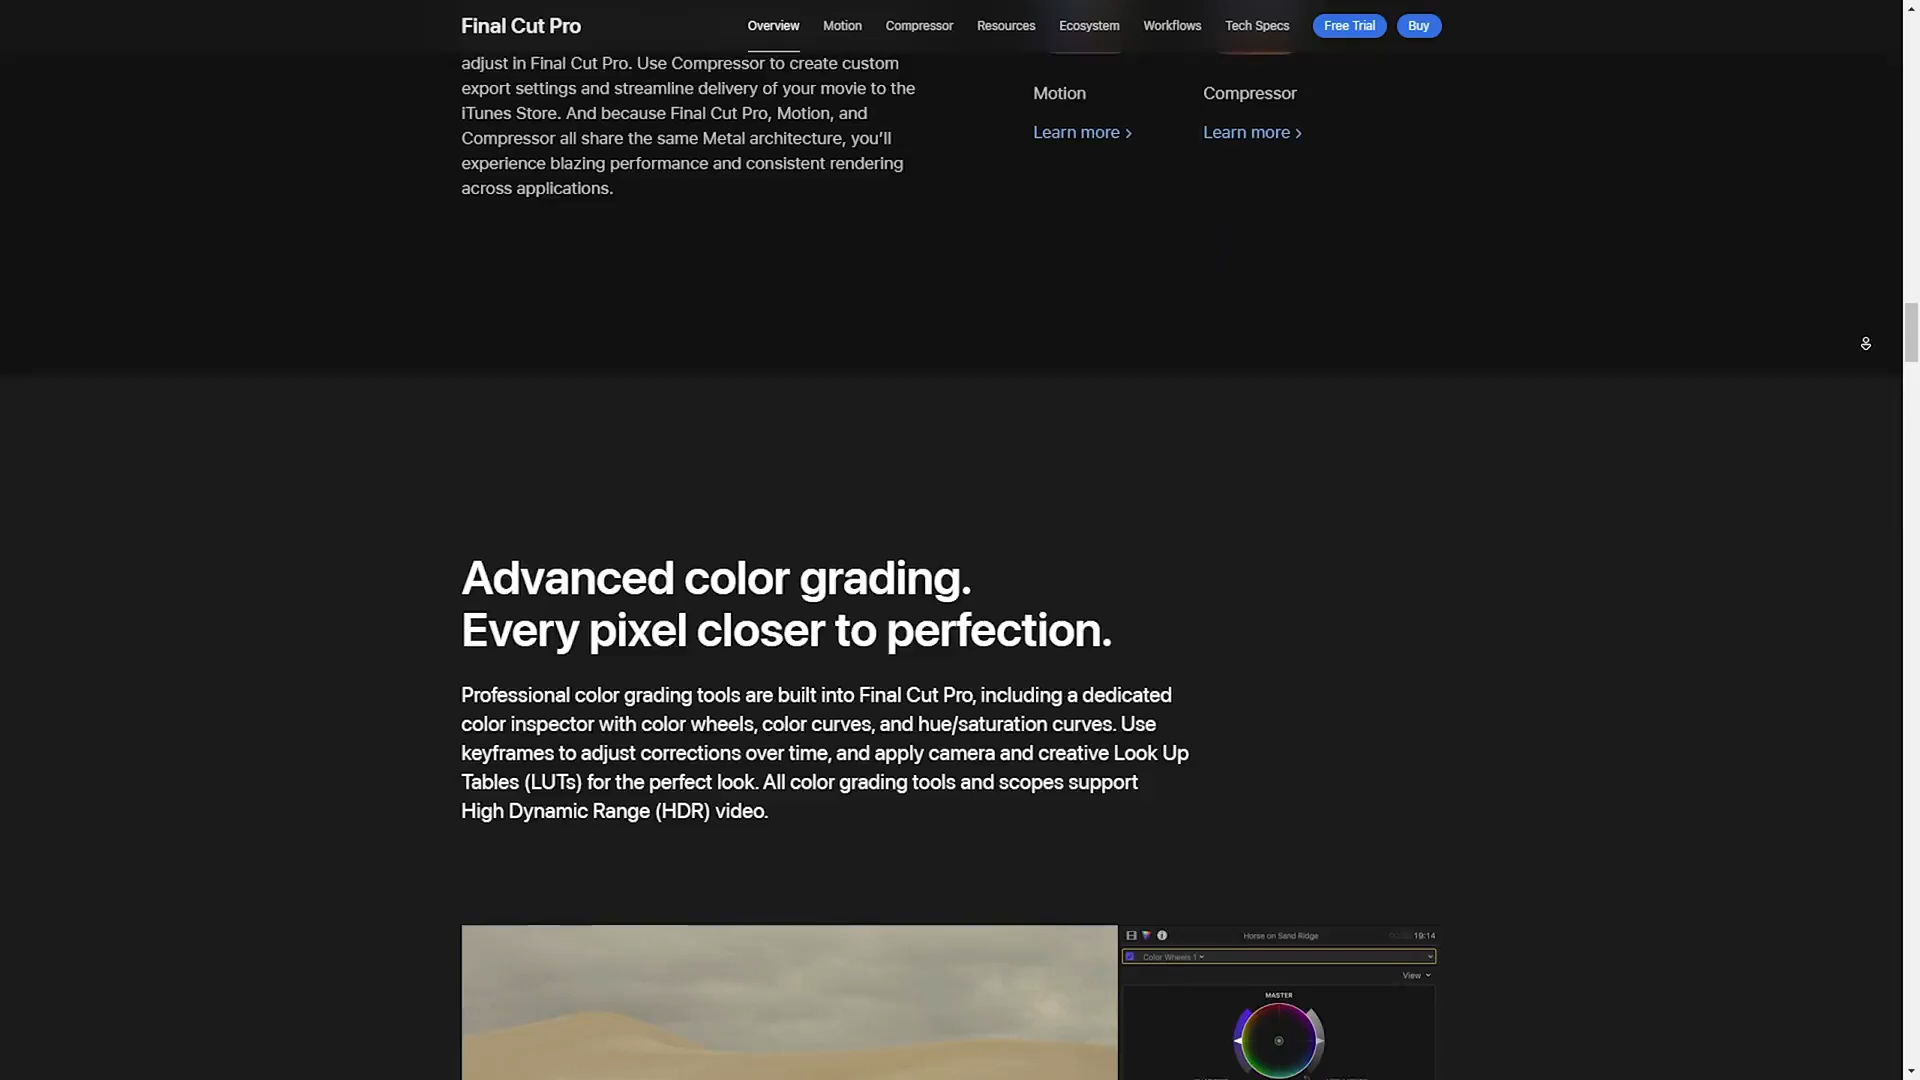 Final Cut Pro
Overview
Motion
Compressor
Resources
Ecosystem
Workflows
Tech Specs
Free Trial
Buy
adjust in Final Cut Pro. Use Compressor to create custom
export settings and streamline delivery of your movie to the
iTunes Store. And because Final Cut Pro, Motion, and
Compressor all share the same Metal architecture, you’ll
experience blazing performance and consistent rendering
across applications.
Motion
Learn more >
Compressor
Learn more >
Advanced color grading.
Every pixel closer to perfection.
Professional color grading tools are built into Final Cut Pro, including a dedicated
color inspector with color wheels, color curves, and hue/saturation curves. Use
keyframes to adjust corrections over time, and apply camera and creative Look Up
Tables (LUTs) for the perfect look. All color grading tools and scopes support
High Dynamic Range (HDR) video.
Horse on Sand Ridge
19:14
Color Wheels 1
View
MASTER